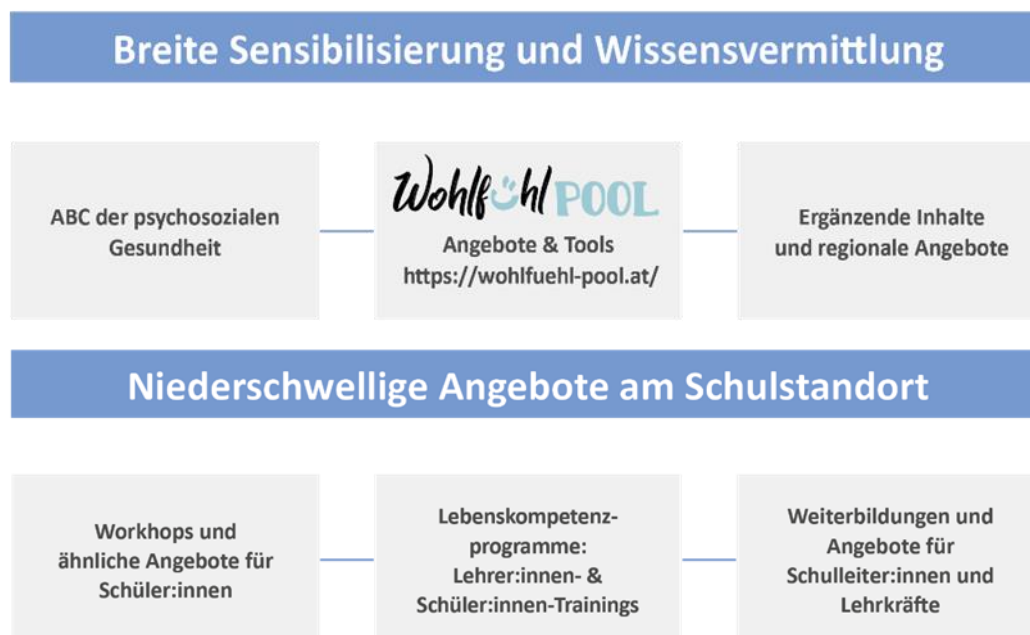 Breite Sensibilisierung und Wissensvermittlung
ABC der psychosozialen
Gesundheit
Wohlfühl POOL
Angebote & Tools
https://wohlfuehl-pool.at/
Ergänzende Inhalte
und regionale Angebote
Niederschwellige Angebote am Schulstandort
Workhops und
ähnliche Angebote für
Schüler:innen
Lebenskompetenz-
programme:
Lehrer:innen- &
Schüler:innen-Trainings
Weiterbildungen und
Angebote für
Schulleiter:innen und
Lehrkräfte